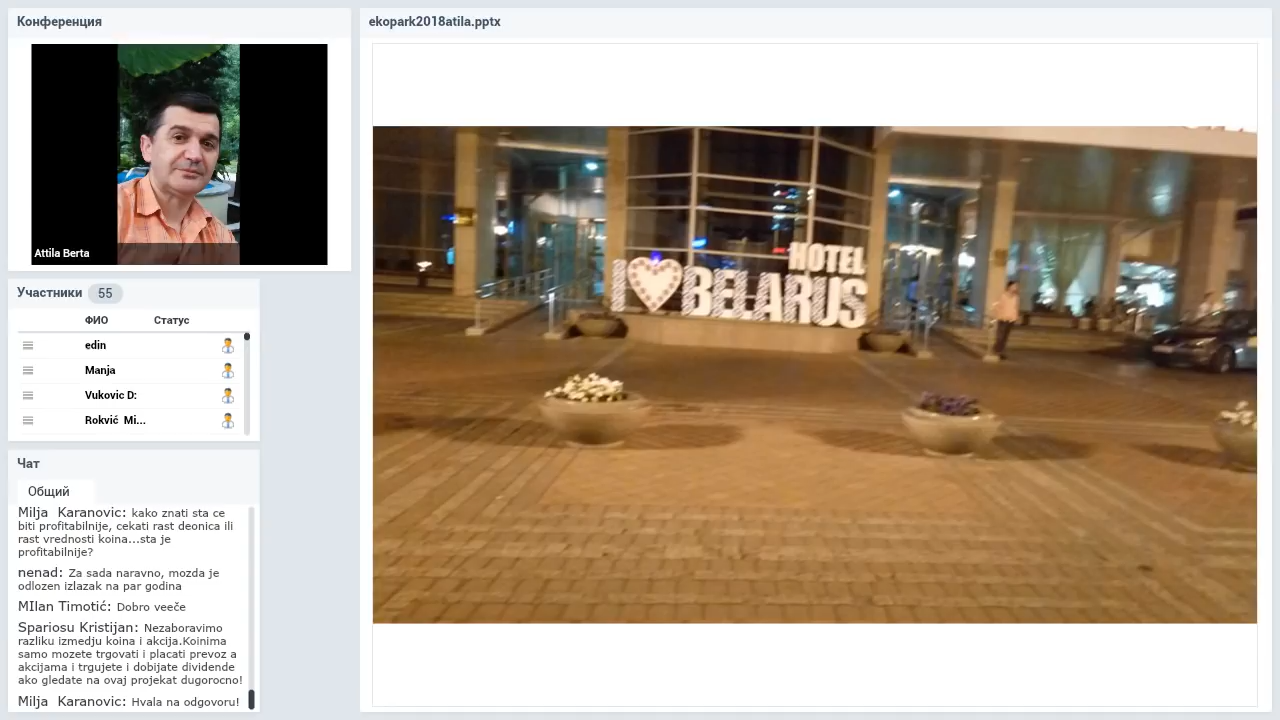 Конференция
Attila Berta
Участники 55
ФИО Статус
edin
Manja
Vukovic D:
Rokvić Mi...
Чат
Общий
Milja Karanovic: kako znati sta ce
biti profitabilnije, cekati rast deonica ili
rast vrednosti koina...sta je
profitabilnije?
nenad: Za sada naravno, mozda je
odlozen izlazak na par godina
MIlan Timotić: Dobro veeče
Spariosu Kristijan: Nezaboravimo
razliku izmedju koina i akcija.Koinima
samo mozete trgovati i placati prevoz a
akcijama i trgujete i dobijate dividende
ako gledate na ovaj projekat dugorocno!
Milja Karanovic: Hvala na odgovoru!
ekopark2018atila.pptx
HOTEL
I BELARUS